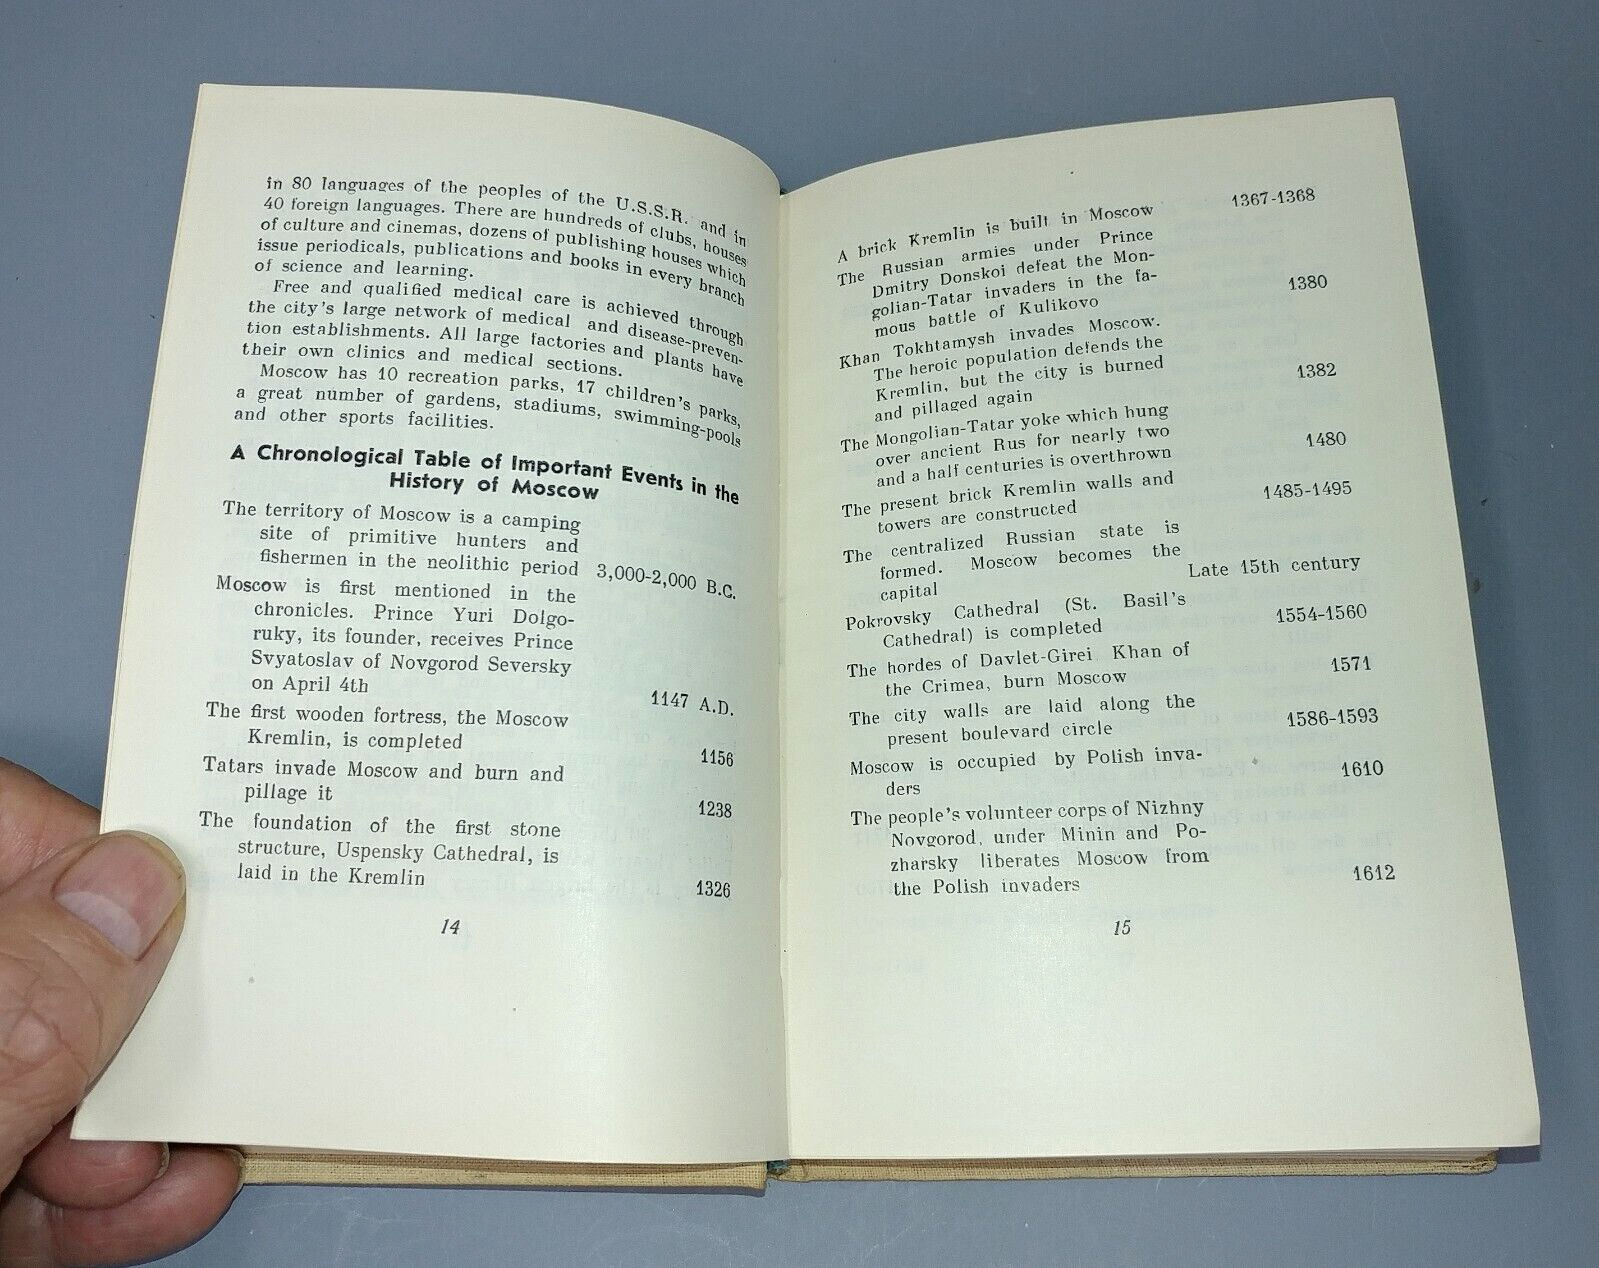 in 80 languages of the peoples of the U.S.S.R. and in
40 foreign languages. There are hundreds of clubs, houses
of culture and cinemas, dozens of publishing houses which
issue periodicals, publications and books in every branch
of science and learning.
Free and qualified medical care is achieved through
the city's large network of medical and disease-preven-
tion establishments. All large factories and plants have
their own clinics and medical sections.
Moscow has 10 recreation parks, 17 children's parks,
a great number of gardens, stadiums, swimming-pools
and other sports facilities.
A Chronological Table of Important Events in the
History of Moscow
The territory of Moscow is a camping
site of primitive hunters and
fishermen in the neolithic period 3,000-2,000 B.C.
Moscow is first mentioned in the
chronicles. Prince Yuri Dolgo-
ruky, its founder, receives Prince
Svyatoslav of Novgorod Seversky
on April 4th 1147 A.D.
The first wooden fortress, the Moscow
Kremlin, is completed 1156
Tatars invade Moscow and burn and
pillage it 1238
The foundation of the first stone
structure, Uspensky Cathedral, is
laid in the Kremlin 1326
14
A brick Kremlin is built in Moscow 1367-1368
The Russian armies under Prince
Dmitry Donskoi defeat the Mon-
golian-Tatar invaders in the fa-
mous battle of Kulikovo 1380
Khan Tokhtamysh invades Moscow.
The heroic population defends the
Kremlin, but the city is burned
and pillaged again 1382
The Mongolian-Tatar yoke which hung
over ancient Rus for nearly two
and a half centuries is overthrown 1480
The present brick Kremlin walls and
towers are constructed 1485-1495
The centralized Russian state is
formed. Moscow becomes the
capital Late 15th century
Pokrovsky Cathedral (St. Basil's
Cathedral) is completed 1554-1560
The hordes of Davlet-Girei, Khan of
the Crimea, burn Moscow 1571
The city walls are laid along the
present boulevard circle 1586-1593
Moscow is occupied by Polish inva-
ders 1610
The people's volunteer corps of Nizhny
Novgorod, under Minin and Po-
zharsky liberates Moscow from
the Polish invaders 1612
15